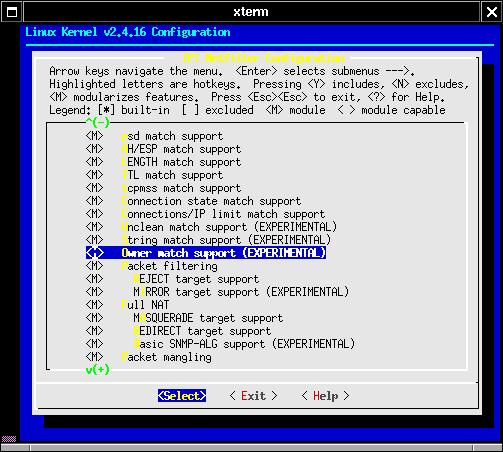 xterm
Linux Kernel v2.4.16 Configuration
IP: Netfilter Configuration
Arrow keys navigate the menu. <Enter> selects submenus --->.
Highlighted letters are hotkeys. Pressing <Y> includes, <N> excludes,
<M> modularizes features. Press <Esc><Esc> to exit, <?> for Help.
Legend: [*] built-in [ ] excluded <M> module < > module capable
^(-)
<M> psd match support
<M> AH/ESP match support
<M> LENGTH match support
<M> TTL match support
<M> tcpmss match support
<M> Connection state match support
<M> Connections/IP limit match support
<M> Unclean match support (EXPERIMENTAL)
<M> String match support (EXPERIMENTAL)
<M> Owner match support (EXPERIMENTAL)
<M> Packet filtering
<M> REJECT target support
<M> MIRROR target support (EXPERIMENTAL)
<M> Full NAT
<M> MASQUERADE target support
<M> REDIRECT target support
<M> Basic SNMP-ALG support (EXPERIMENTAL)
<M> Packet mangling
v(+)
<Select> < Exit > < Help >